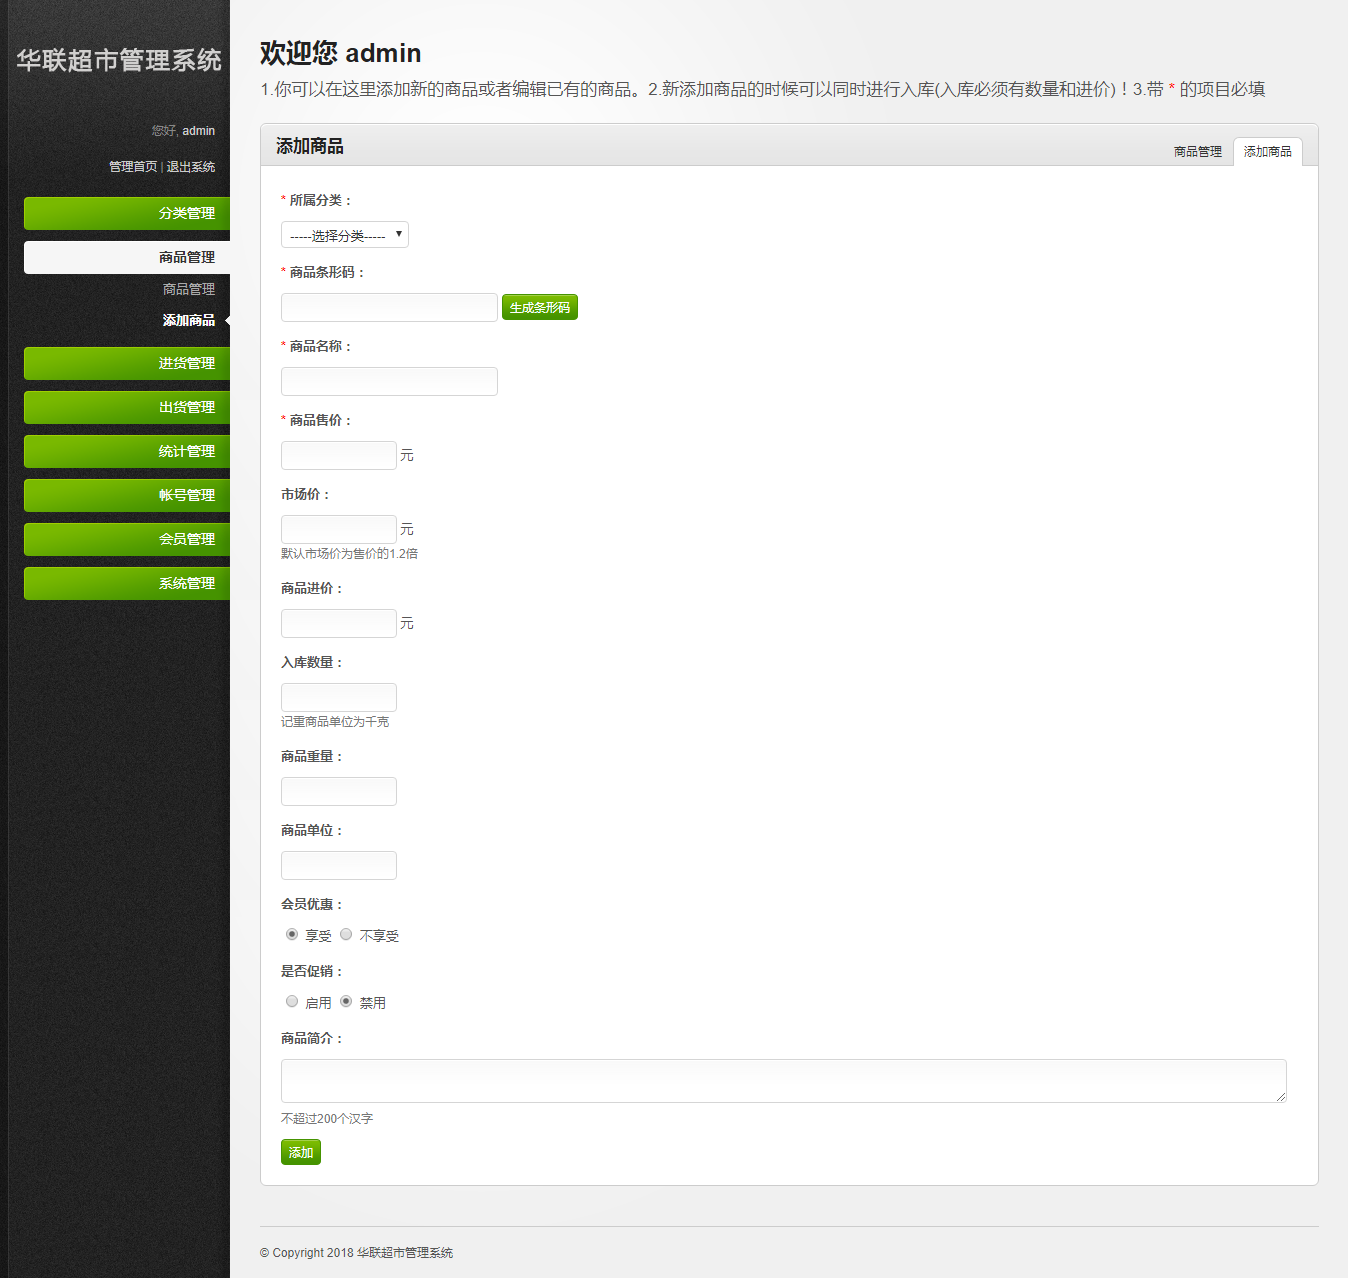 华联超市管理系统
您好, admin
管理首页 | 退出系统
分类管理
商品管理
商品管理
添加商品
进货管理
出货管理
统计管理
帐号管理
会员管理
系统管理
欢迎您 admin
1.你可以在这里添加新的商品或者编辑已有的商品。2.新添加商品的时候可以同时进行入库(入库必须有数量和进价)！3.带 * 的项目必填
添加商品
商品管理
添加商品
* 所属分类：
-----选择分类-----
* 商品条形码：
生成条形码
* 商品名称：
* 商品售价：
元
市场价：
元
默认市场价为售价的1.2倍
商品进价：
元
入库数量：
记重商品单位为千克
商品重量：
商品单位：
会员优惠：
享受 不享受
是否促销：
启用 禁用
商品简介：
不超过200个汉字
添加
© Copyright 2018 华联超市管理系统